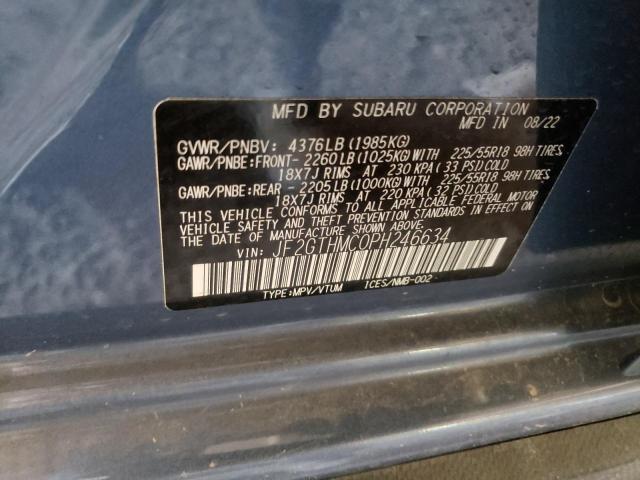 MFD BY SUBARU CORPORATION
MFD IN 08/22
GVWR/PNBV: 4376LB (1985KG)
GAWR/PNBE: FRONT- 2260LB (1025KG) WITH 225/55R18 98H TIRES
18X7J RIMS AT 230 KPA (33 PSI) COLD
GAWR/PNBE: REAR - 2205LB (1000KG) WITH 225/55R18 98H TIRES
18X7J RIMS AT 220 KPA (32 PSI) COLD
THIS VEHICLE CONFORMS TO ALL APPLICABLE FEDERAL MOTOR
VEHICLE SAFETY AND THEFT PREVENTION STANDARDS IN EFFECT
ON THE DATE OF MANUFACTURE SHOWN ABOVE.
VIN: JF2GTHMC0PH246634
TYPE: MPV/VTUM ICES/NMB-002